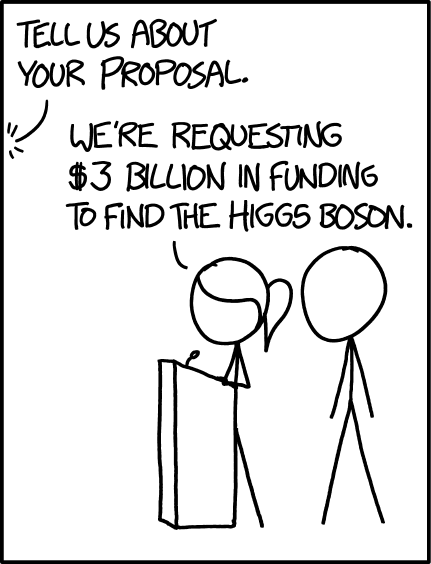 TELL US ABOUT
YOUR PROPOSAL.
WE'RE REQUESTING
$3 BILLION IN FUNDING
TO FIND THE HIGGS BOSON.